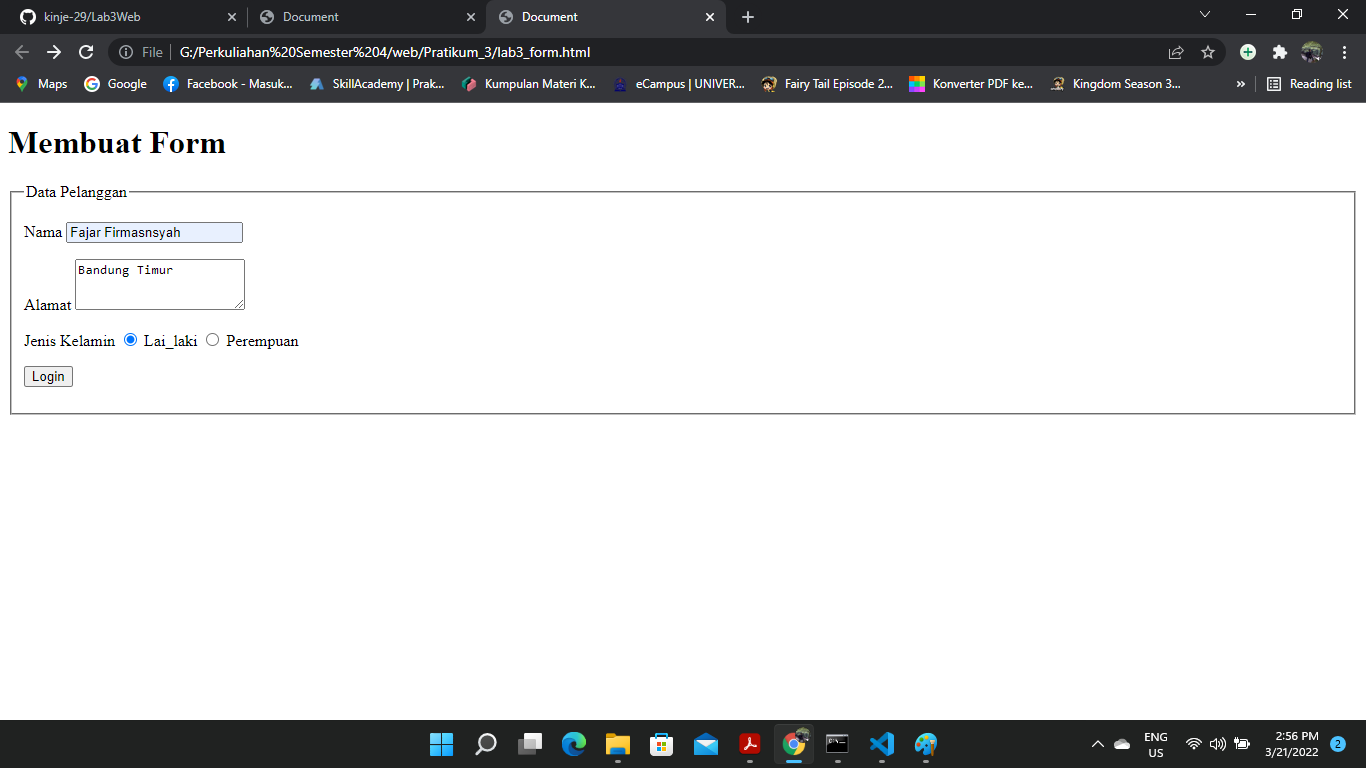 kinje-29/Lab3Web
Document
Document
File
G:/Perkuliahan%20Semester%204/web/Pratikum_3/lab3_form.html
Maps
Google
Facebook - Masuk...
SkillAcademy | Prak...
Kumpulan Materi K...
eCampus | UNIVER...
Fairy Tail Episode 2...
Konverter PDF ke...
Kingdom Season 3...
»
Reading list
Membuat Form
Data Pelanggan
Nama Fajar Firmasnsyah
Bandung Timur
Alamat
Jenis Kelamin Lai_laki Perempuan
Login
ENG
US
2:56 PM
3/21/2022
2